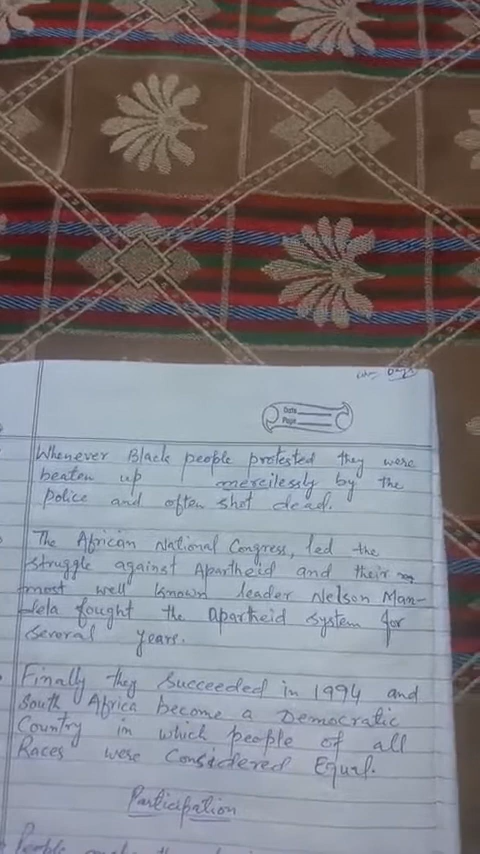 Date
Page
Whenever Black people protested they were
beaten up mercilessly by the
police and often shot dead.
The African National Congress, led the
struggle against Apartheid and their
most well known leader Nelson Man-
dela fought the apartheid system for
several years.
Finally they succeeded in 1994 and
South Africa become a Democratic
Country in which people of all
Races were Considered Equal.
Participation
People